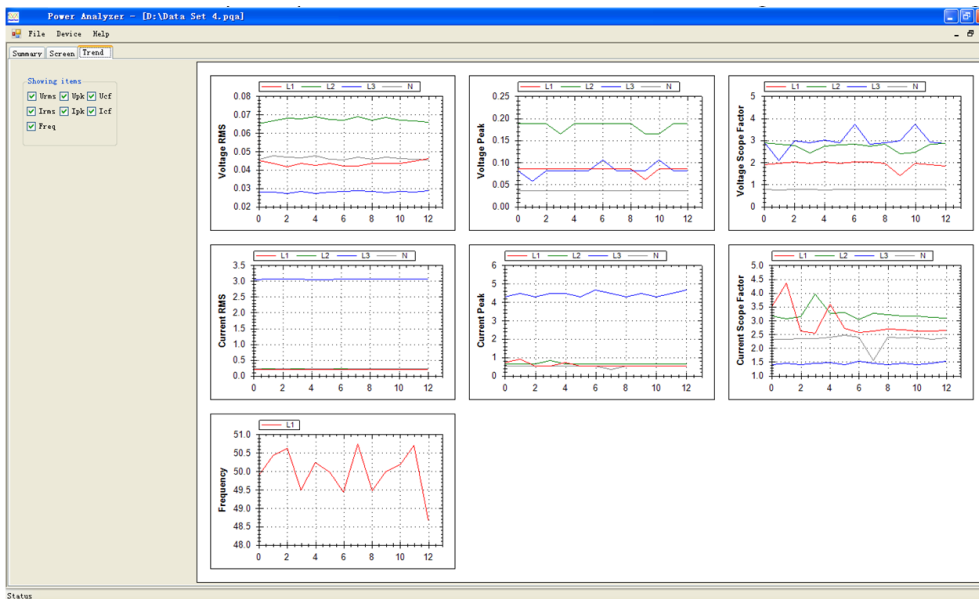 Power Analyzer - [D:\Data Set 4.pqa]
File Device Help
Summary Screen Trend
Showing items
Urms Upk Ucf
Irms Ipk Icf
Freq
L1 L2 L3 N
Voltage RMS
0.08
0.07
0.06
0.05
0.04
0.03
0.02
0 2 4 6 8 10 12
L1 L2 L3 N
Voltage Peak
0.25
0.20
0.15
0.10
0.05
0.00
0 2 4 6 8 10 12
L1 L2 L3 N
Voltage Scope Factor
5
4
3
2
1
0
0 2 4 6 8 10 12
L1 L2 L3 N
Current RMS
3.5
3.0
2.5
2.0
1.5
1.0
0.5
0.0
0 2 4 6 8 10 12
L1 L2 L3 N
Current Peak
6
5
4
3
2
1
0
0 2 4 6 8 10 12
L1 L2 L3 N
Current Scope Factor
5.0
4.5
4.0
3.5
3.0
2.5
2.0
1.5
1.0
0 2 4 6 8 10 12
L1
Frequency
51.0
50.5
50.0
49.5
49.0
48.5
48.0
0 2 4 6 8 10 12
Status